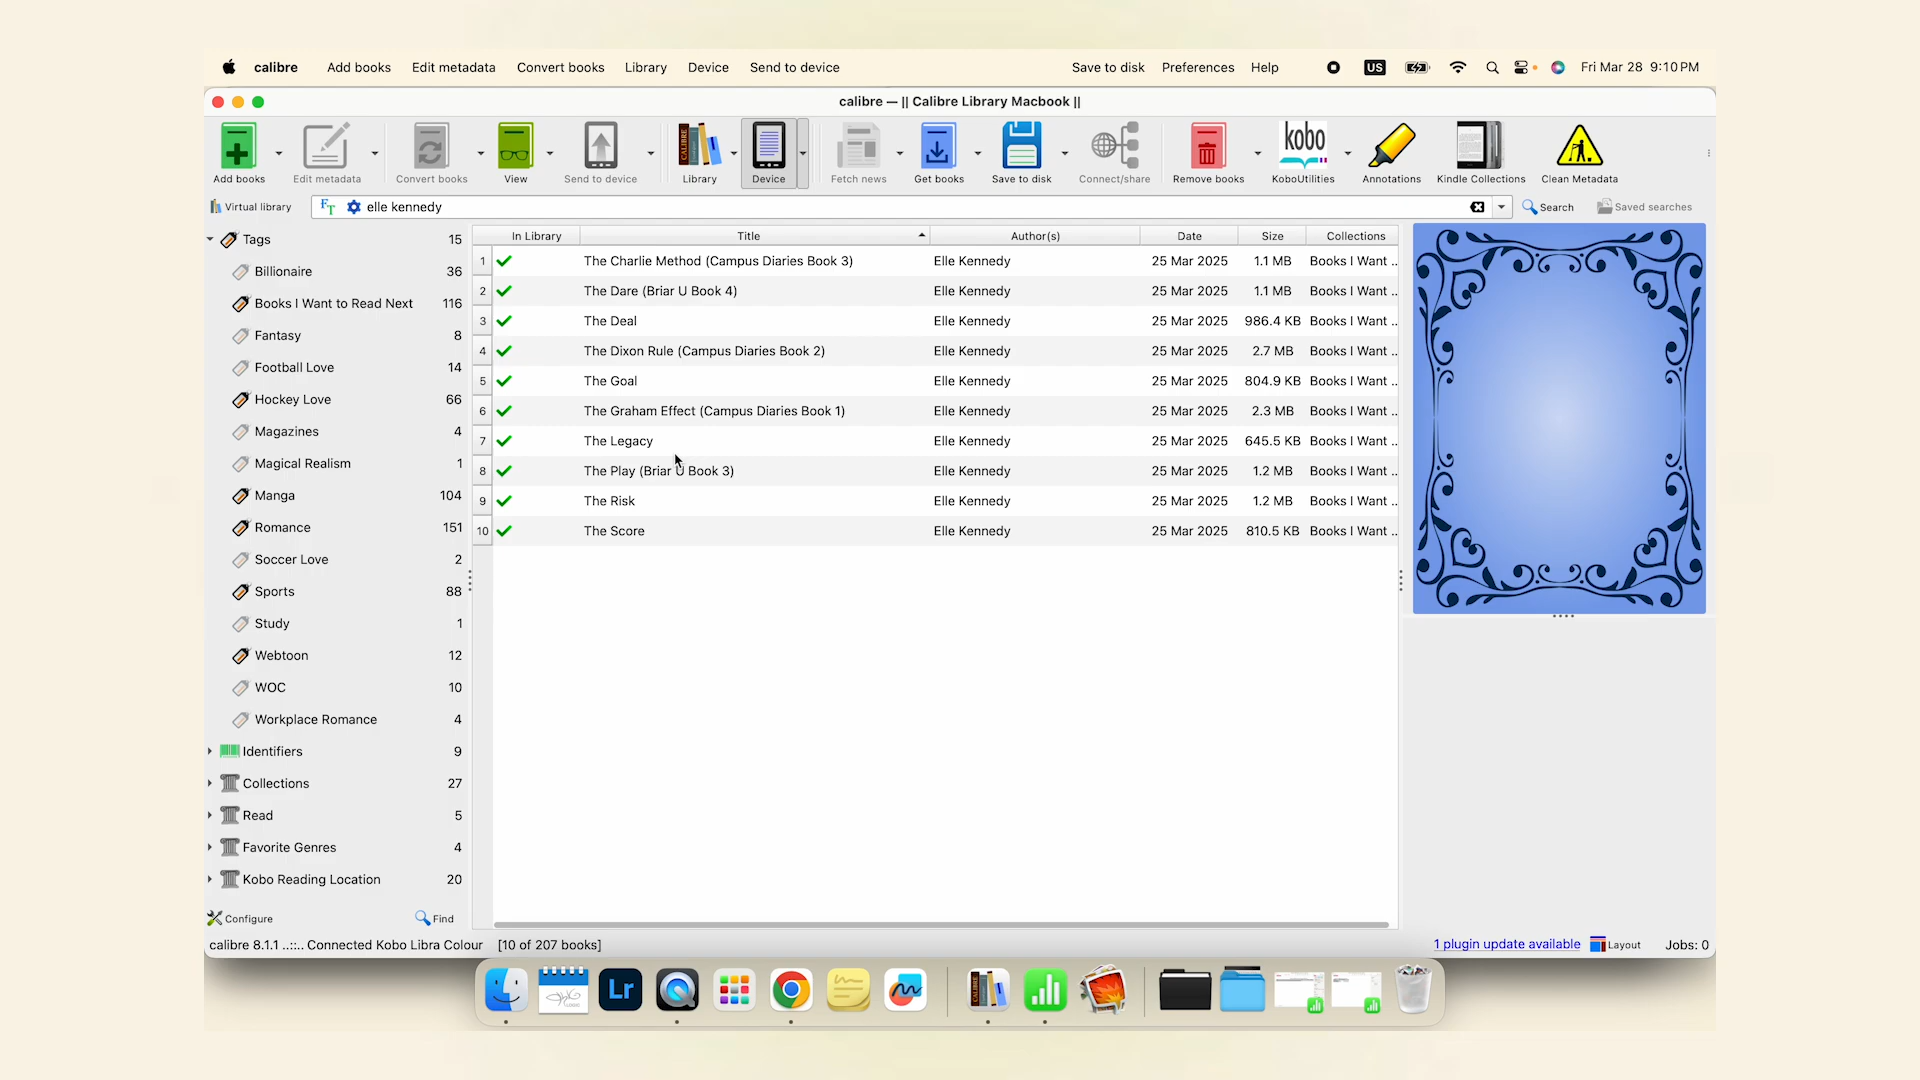 calibre Add books Edit metadata Convert books Library Device Send to device Save to disk Preferences Help US Fri Mar 28 9:10 PM
calibre — || Calibre Library Macbook ||
CALIBRE kobo
Add books Edit metadata Convert books View Send to device Library Device Fetch news Get books Save to disk Connect/share Remove books KoboUtilities Annotations Kindle Collections Clean Metadata
Virtual library FT elle kennedy Search Saved searches
In Library Title Author(s) Date Size Collections
1 The Charlie Method (Campus Diaries Book 3) Elle Kennedy 25 Mar 2025 1.1 MB Books I Want ..
2 The Dare (Briar U Book 4) Elle Kennedy 25 Mar 2025 1.1 MB Books I Want ..
3 The Deal Elle Kennedy 25 Mar 2025 986.4 KB Books I Want ..
4 The Dixon Rule (Campus Diaries Book 2) Elle Kennedy 25 Mar 2025 2.7 MB Books I Want ..
5 The Goal Elle Kennedy 25 Mar 2025 804.9 KB Books I Want ..
6 The Graham Effect (Campus Diaries Book 1) Elle Kennedy 25 Mar 2025 2.3 MB Books I Want ..
7 The Legacy Elle Kennedy 25 Mar 2025 645.5 KB Books I Want ..
8 The Play (Briar U Book 3) Elle Kennedy 25 Mar 2025 1.2 MB Books I Want ..
9 The Risk Elle Kennedy 25 Mar 2025 1.2 MB Books I Want ..
10 The Score Elle Kennedy 25 Mar 2025 810.5 KB Books I Want ..
Tags 15
Billionaire 36
Books I Want to Read Next 116
Fantasy 8
Football Love 14
Hockey Love 66
Magazines 4
Magical Realism 1
Manga 104
Romance 151
Soccer Love 2
Sports 88
Study 1
Webtoon 12
WOC 10
Workplace Romance 4
Identifiers 9
Collections 27
Read 5
Favorite Genres 4
Kobo Reading Location 20
Configure Find
calibre 8.1.1 ..::.. Connected Kobo Libra Colour [10 of 207 books] 1 plugin update available Layout Jobs: 0
Lr CALIBRE